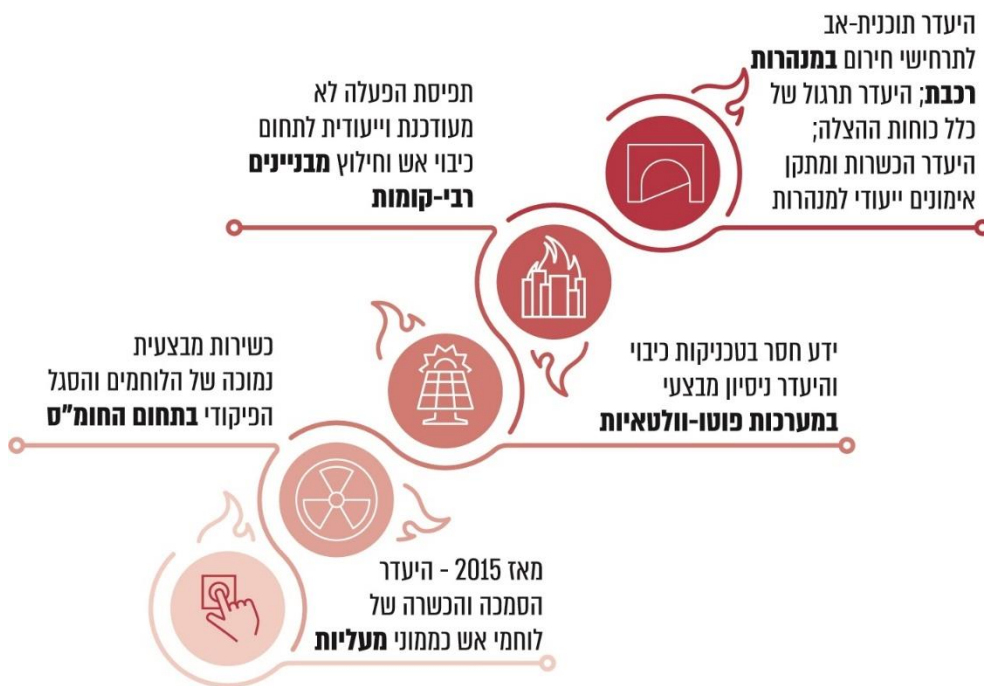 היעדר תוכנית-אב
לתרחישי חירום במנהרות
רכבת; היעדר תרגול של
כלל כוחות ההצלה;
היעדר הכשרות ומתקן
אימונים ייעודי למנהרות
תפיסת הפעלה לא
מעודכנת וייעודית לתחום
כיבוי אש וחילוץ מבניינים
רבי-קומות
ידע חסר בטכניקות כיבוי
והיעדר ניסיון מבצעי
במערכות פוטו-וולטאיות
כשירות מבצעית
נמוכה של הלוחמים והסגל
הפיקודי בתחום החומ"ס
מאז 2015 - היעדר
הסמכה והכשרה של
לוחמי אש כממוני מעליות